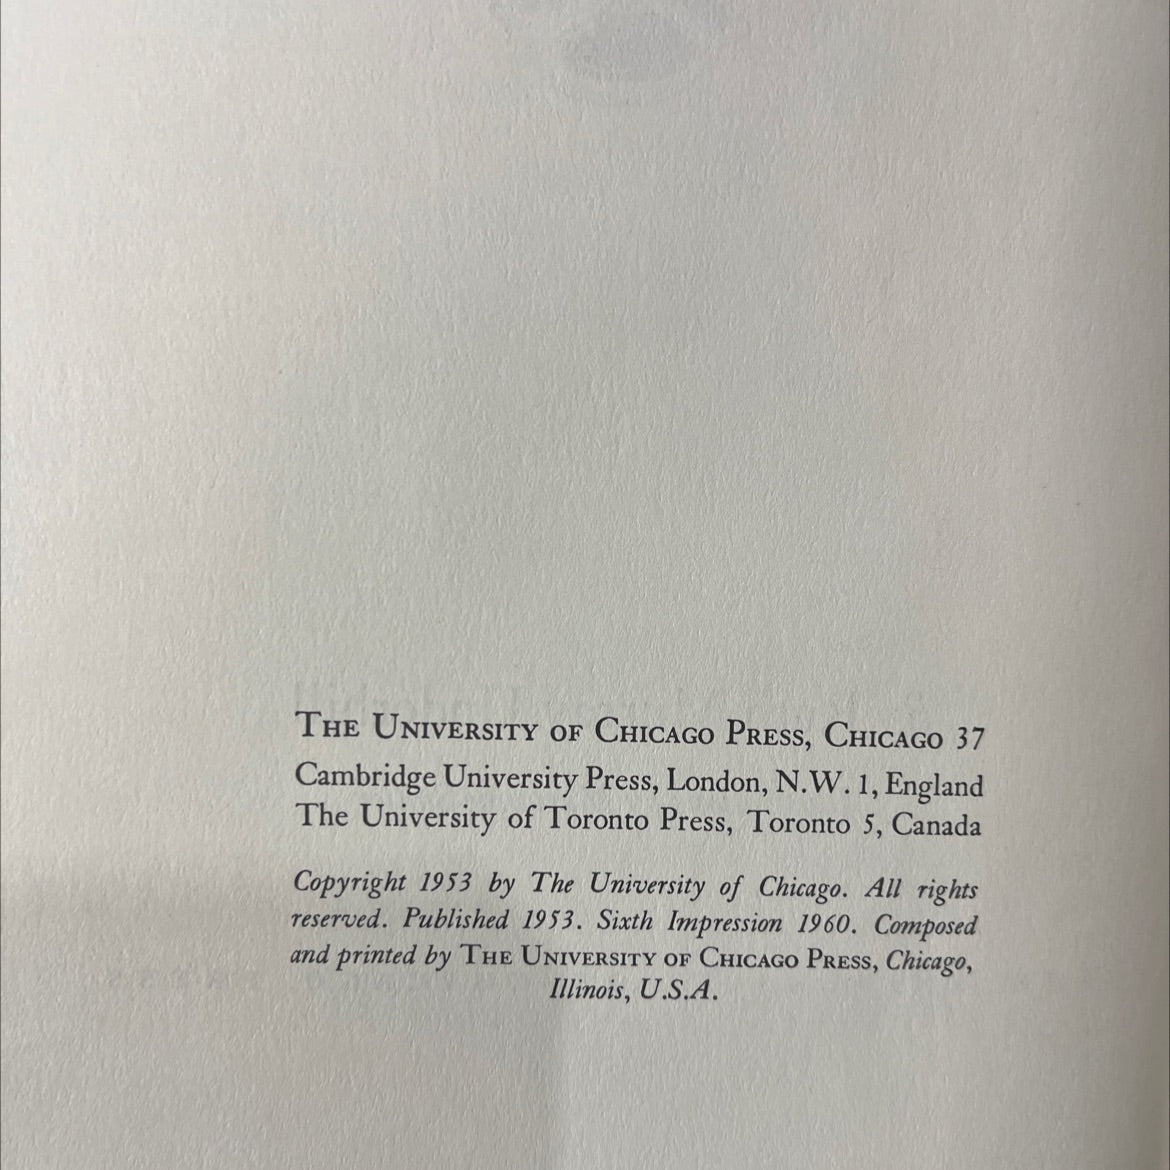 The University of Chicago Press, Chicago 37
Cambridge University Press, London, N.W. 1, England
The University of Toronto Press, Toronto 5, Canada
Copyright 1953 by The University of Chicago. All rights
reserved. Published 1953. Sixth Impression 1960. Composed
and printed by The University of Chicago Press, Chicago,
Illinois, U.S.A.